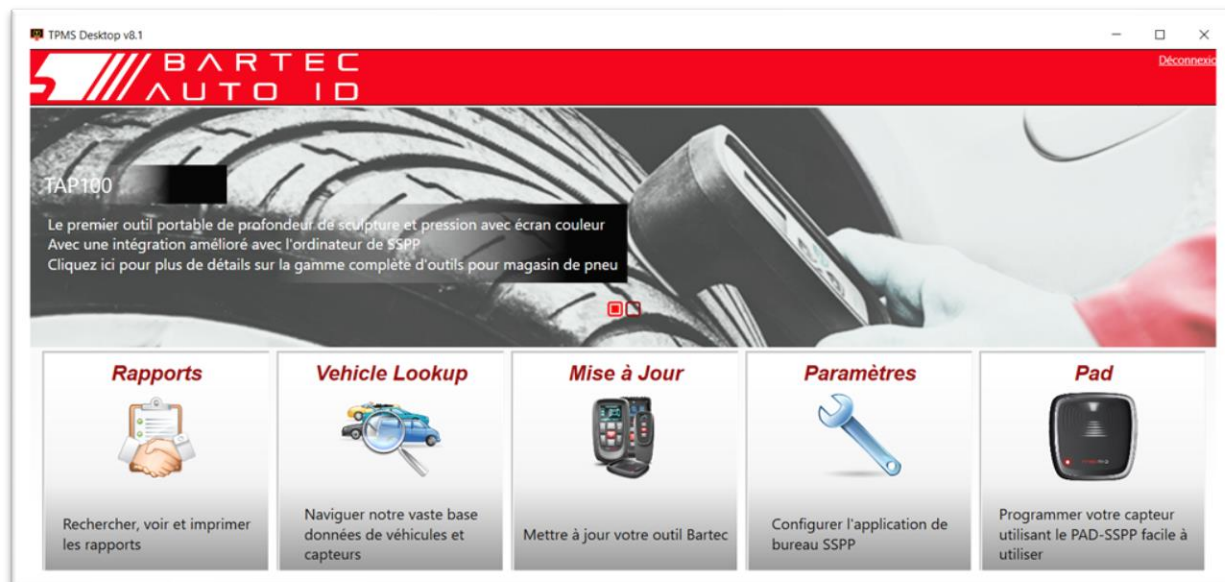 TPMS Desktop v8.1
BARTEC
AUTO ID
Déconnexio
TAP100
Le premier outil portable de profondeur de sculpture et pression avec écran couleur
Avec une intégration amélioré avec l'ordinateur de SSPP
Cliquez ici pour plus de détails sur la gamme complète d'outils pour magasin de pneu
Rapports
Vehicle Lookup
Mise à Jour
Paramètres
Pad
Rechercher, voir et imprimer
les rapports
Naviguer notre vaste base
données de véhicules et
capteurs
Mettre à jour votre outil Bartec
Configurer l'application de
bureau SSPP
Programmer votre capteur
utilisant le PAD-SSPP facile à
utiliser